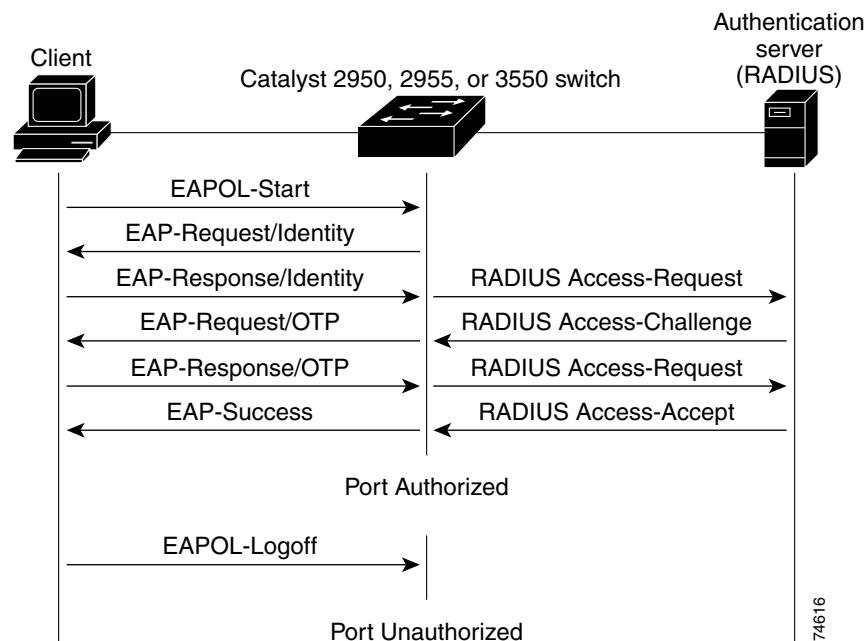 Client
Catalyst 2950, 2955, or 3550 switch
Authentication
server
(RADIUS)
EAPOL-Start
EAP-Request/Identity
EAP-Response/Identity
RADIUS Access-Request
EAP-Request/OTP
RADIUS Access-Challenge
EAP-Response/OTP
RADIUS Access-Request
EAP-Success
RADIUS Access-Accept
Port Authorized
EAPOL-Logoff
Port Unauthorized
74616